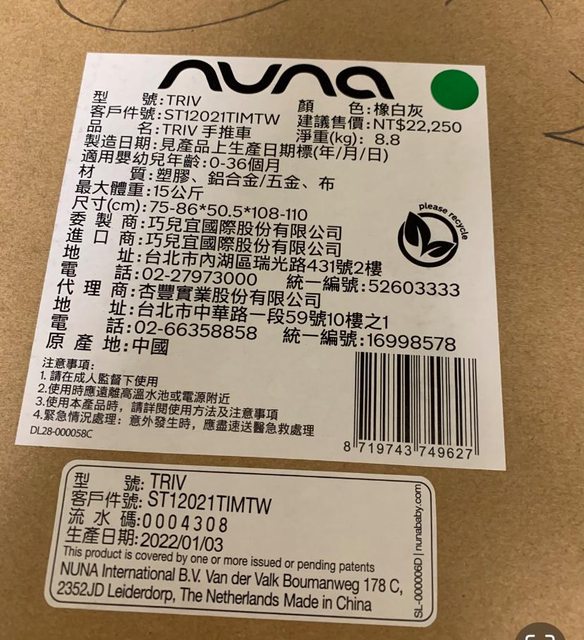 nuna
型 號:TRIV 顏 色:橡白灰
客戶件號:ST12021TIMTW 建議售價:NT$22,250
品 名:TRIV 手推車 淨重(kg): 8.8
製造日期:見產品上生產日期標(年/月/日)
適用嬰幼兒年齡:0-36個月
材 質:塑膠、鋁合金/五金、布
最大體重:15公斤
尺寸(cm):75-86*50.5*108-110
委 製 商:巧兒宜國際股份有限公司
進 口 商:巧兒宜國際股份有限公司
地 址:台北市內湖區瑞光路431號2樓
電 話:02-27973000 統一編號:52603333
代 理 商:杏豐實業股份有限公司
地 址:台北市中華路一段59號10樓之1
電 話:02-66358858 統一編號:16998578
原 產 地:中國
please recycle
注意事項:
1. 請在成人監督下使用
2.使用時應遠離高溫水池或電源附近
3.使用本產品時，請詳閱使用方法及注意事項
4.緊急情況處理：意外發生時，應盡速送醫急救處理
DL28-000058C
8 719743 749627
型 號: TRIV
客戶件號: ST12021TIMTW
流 水 碼:0004308
生產日期:2022/01/03
This product is covered by one or more issued or pending patents
NUNA International B.V. Van der Valk Boumanweg 178 C,
2352JD Leiderdorp, The Netherlands Made in China
SL-000006D | nunababy.com